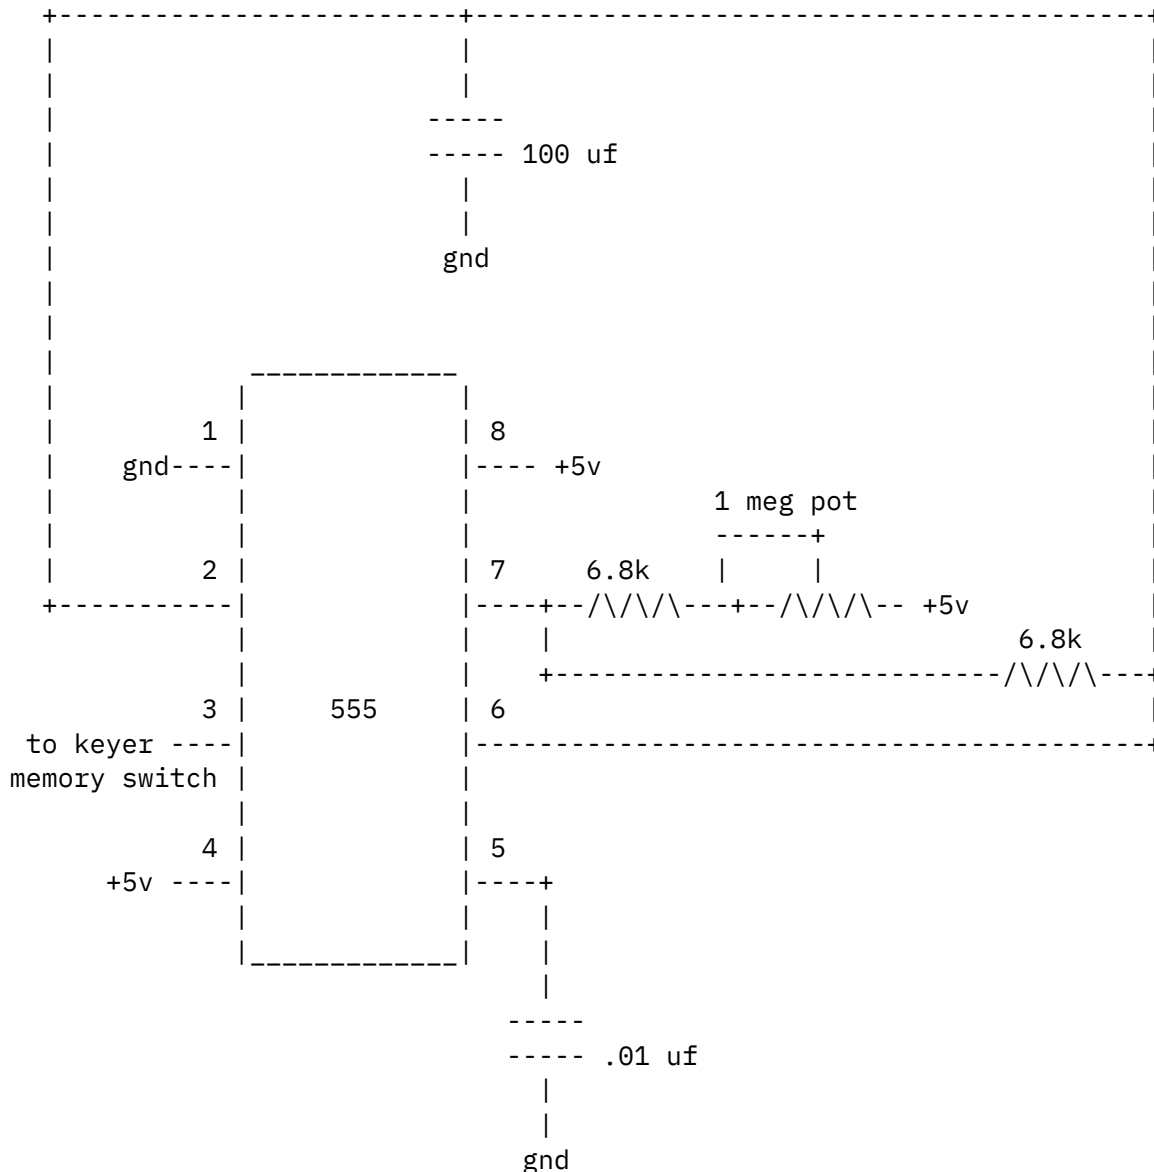 100 uf
gnd
1 8
gnd +5v
1 meg pot
2 7 6.8k
+5v
6.8k
3 555 6
to keyer
memory switch
4 5
+5v
.01 uf
gnd